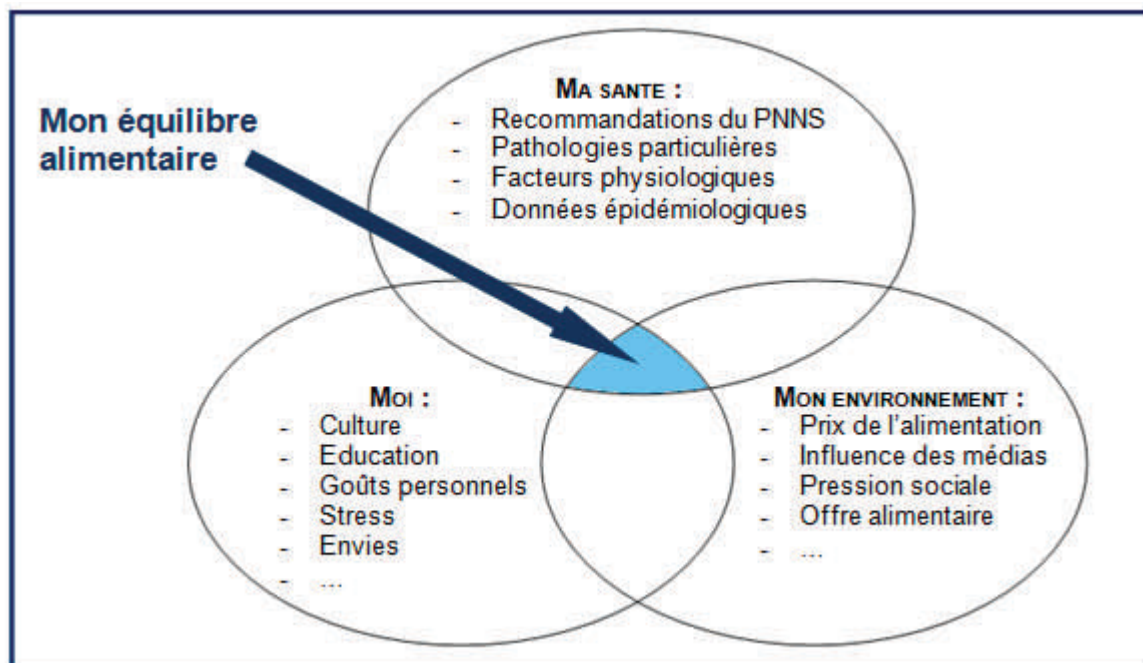 Mon équilibre
alimentaire
MA SANTE :
- Recommandations du PNNS
- Pathologies particulières
- Facteurs physiologiques
- Données épidémiologiques
MOI :
- Culture
- Education
- Goûts personnels
- Stress
- Envies
- ...
MON ENVIRONNEMENT :
- Prix de l'alimentation
- Influence des médias
- Pression sociale
- Offre alimentaire
- ...